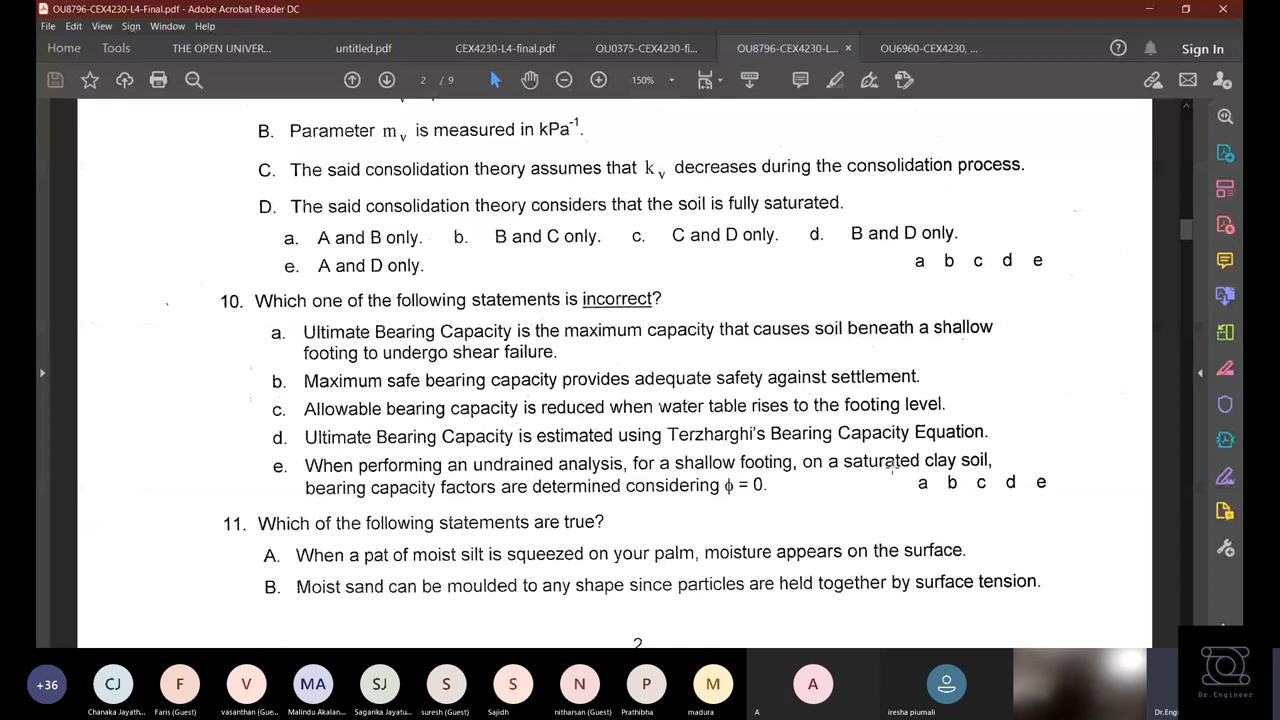 OU8796-CEX4230-L4-Final.pdf - Adobe Acrobat Reader DC
File Edit View Sign Window Help
Home Tools THE OPEN UNIVER... untitled.pdf CEX4230-L4-final.pdf OU0375-CEX4230-fi... OU8796-CEX4230-L... × OU6960-CEX4230, ... Sign In
2 / 9 150%
B. Parameter m v is measured in kPa-1.
C. The said consolidation theory assumes that k v decreases during the consolidation process.
D. The said consolidation theory considers that the soil is fully saturated.
a. A and B only. b. B and C only. c. C and D only. d. B and D only.
e. A and D only. a b c d e
10. Which one of the following statements is incorrect?
a. Ultimate Bearing Capacity is the maximum capacity that causes soil beneath a shallow
footing to undergo shear failure.
b. Maximum safe bearing capacity provides adequate safety against settlement.
c. Allowable bearing capacity is reduced when water table rises to the footing level.
d. Ultimate Bearing Capacity is estimated using Terzharghi's Bearing Capacity Equation.
e. When performing an undrained analysis, for a shallow footing, on a saturated clay soil,
bearing capacity factors are determined considering ϕ = 0. a b c d e
11. Which of the following statements are true?
A. When a pat of moist silt is squeezed on your palm, moisture appears on the surface.
B. Moist sand can be moulded to any shape since particles are held together by surface tension.
2
+36 CJ F V MA SJ S S N P M A
Chanaka Jayath... Faris (Guest) vasanthan (Gue... Malindu Akalan... Sagarika Jayatu... suresh (Guest) Sajidh nitharsan (Guest) Prathibha madura A iresha piumali Dr.Eng
Dr.Engineer